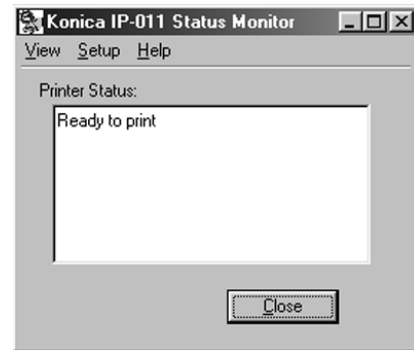 Konica IP-011 Status Monitor
View Setup Help
Printer Status:
Ready to print
Close